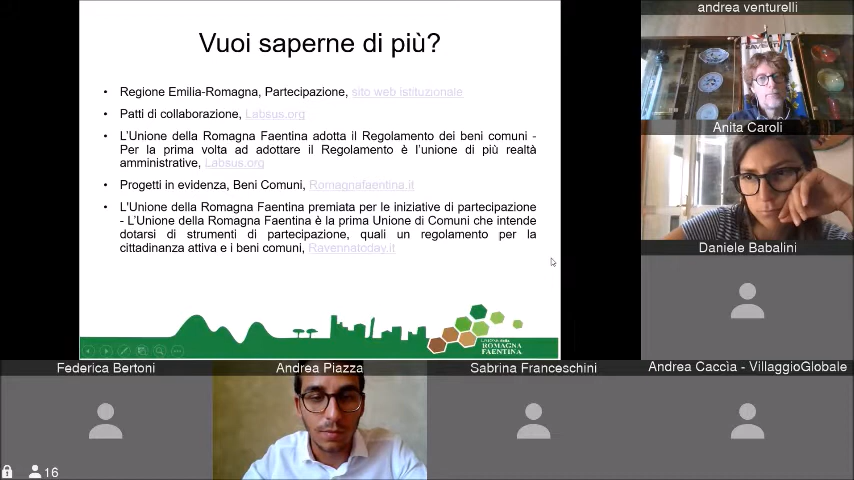 Vuoi saperne di più?
• Regione Emilia-Romagna, Partecipazione, sito web istituzionale
• Patti di collaborazione, Labsus.org
• L'Unione della Romagna Faentina adotta il Regolamento dei beni comuni -
Per la prima volta ad adottare il Regolamento è l'unione di più realtà
amministrative, Labsus.org
• Progetti in evidenza, Beni Comuni, Romagnafaentina.it
• L'Unione della Romagna Faentina premiata per le iniziative di partecipazione
- L'Unione della Romagna Faentina è la prima Unione di Comuni che intende
dotarsi di strumenti di partecipazione, quali un regolamento per la
cittadinanza attiva e i beni comuni, Ravennatoday.it
UNIONE della
ROMAGNA
FAENTINA
andrea venturelli
Anita Caroli
Daniele Babalini
Federica Bertoni
Andrea Piazza
Sabrina Franceschini
Andrea Caccìa - VillaggioGlobale
16